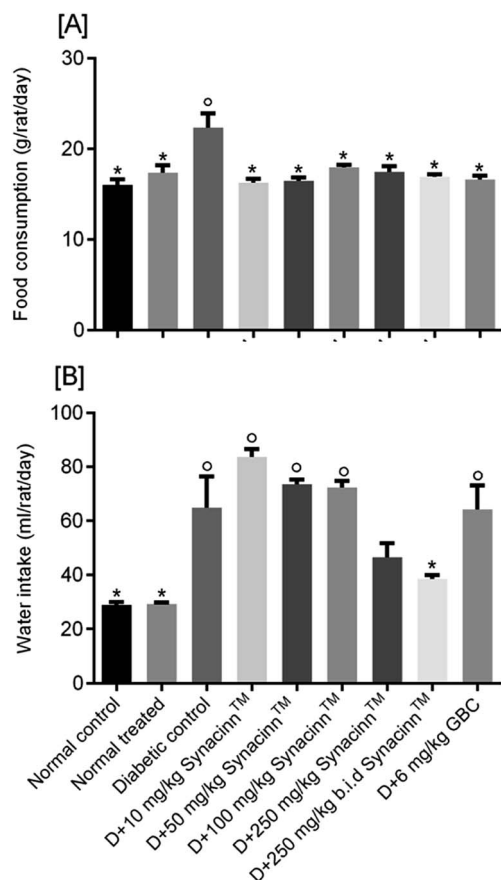 [A]
Food consumption (g/rat/day)
30
20
10
0
* * ° * * * * * *
[B]
Water intake (ml/rat/day)
100
80
60
40
20
0
* * ° ° ° ° * °
Normal control
Normal treated
Diabetic control
D+10 mg/kg Synacinn™
D+50 mg/kg Synacinn™
D+100 mg/kg Synacinn™
D+250 mg/kg Synacinn™
D+250 mg/kg b.i.d Synacinn™
D+6 mg/kg GBC